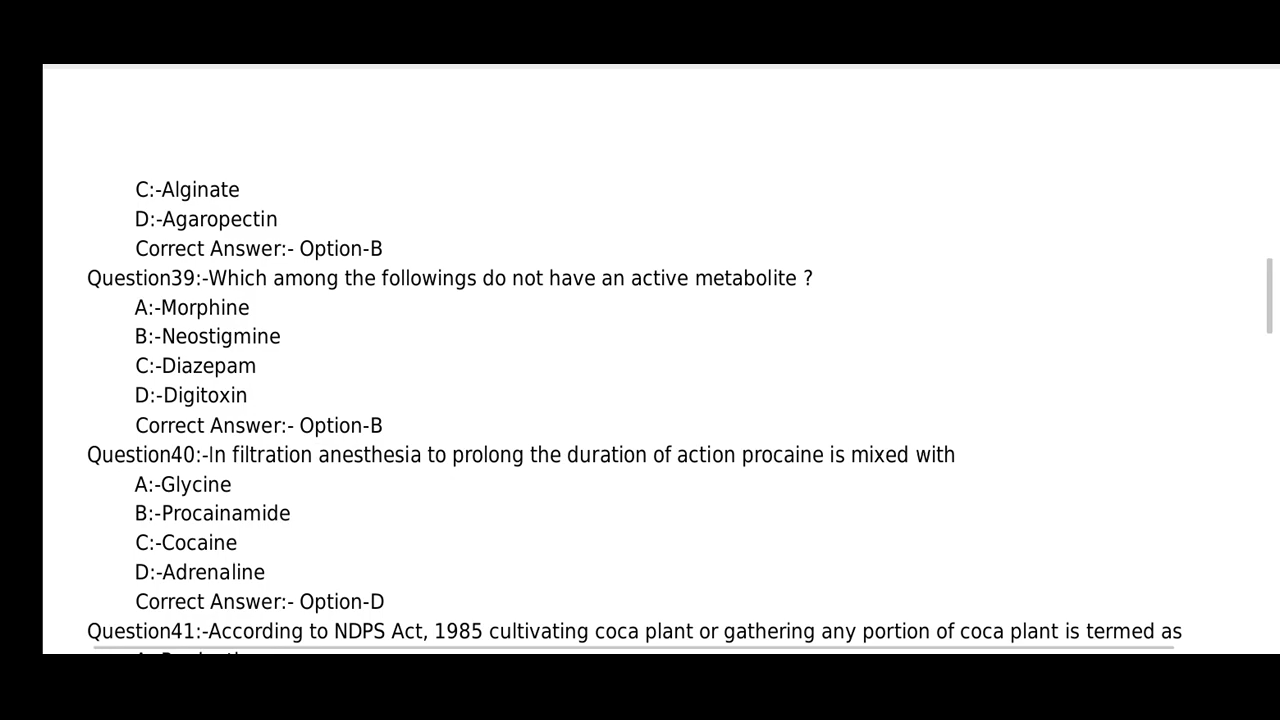 C:-Alginate
D:-Agaropectin
Correct Answer:- Option-B
Question39:-Which among the followings do not have an active metabolite ?
A:-Morphine
B:-Neostigmine
C:-Diazepam
D:-Digitoxin
Correct Answer:- Option-B
Question40:-In filtration anesthesia to prolong the duration of action procaine is mixed with
A:-Glycine
B:-Procainamide
C:-Cocaine
D:-Adrenaline
Correct Answer:- Option-D
Question41:-According to NDPS Act, 1985 cultivating coca plant or gathering any portion of coca plant is termed as